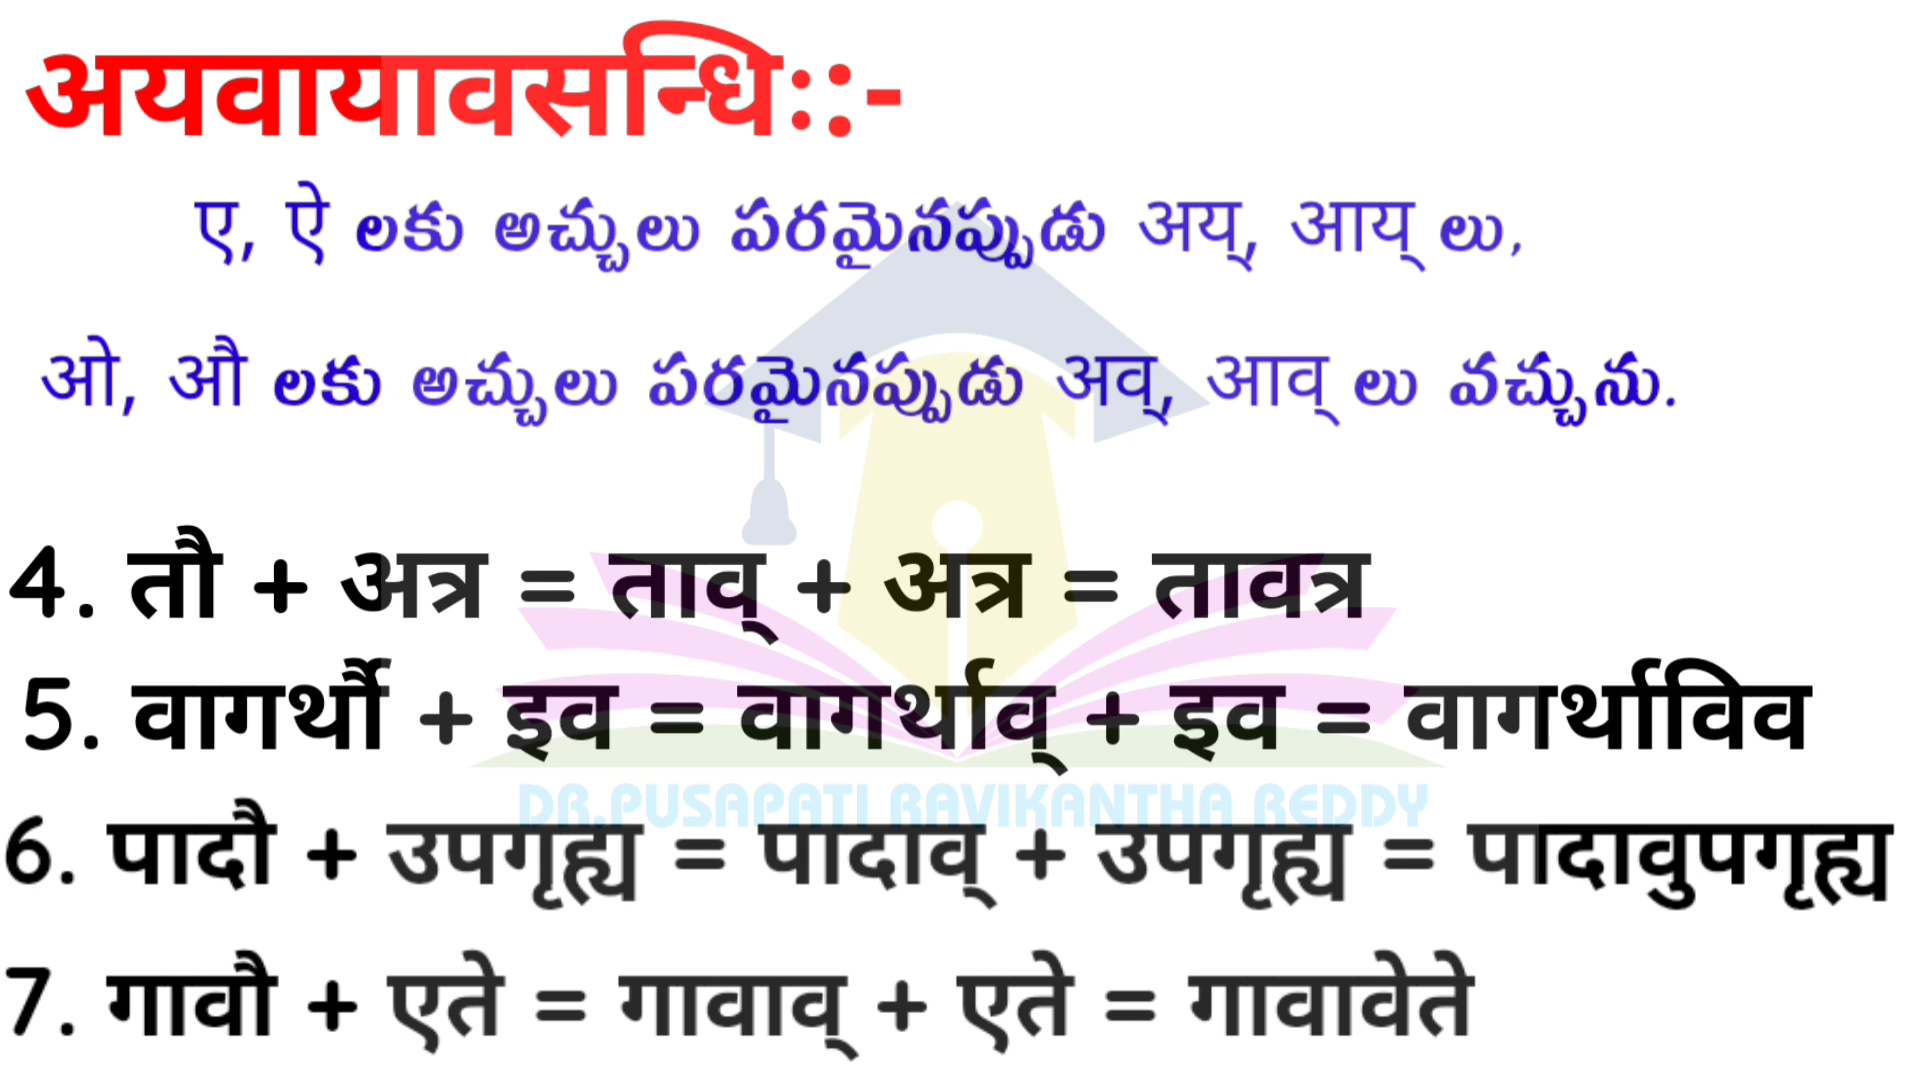 अयवायावसन्धिः:-
ए, ऐ లకు అచ్చులు పరమైనప్పుడు अय्, आय् లు,
ओ, औ లకు అచ్చులు పరమైనప్పుడు अव्, आव् లు వచ్చును.
4. तौ + अत्र = ताव् + अत्र = तावत्र
5. वागर्थौ + इव = वागर्थाव् + इव = वागर्थाविव
DR.PUSAPATI RAVIKANTHA REDDY
6. पादौ + उपगृह्य = पादाव् + उपगृह्य = पादावुपगृह्य
7. गावौ + एते = गावाव् + एते = गावावेते